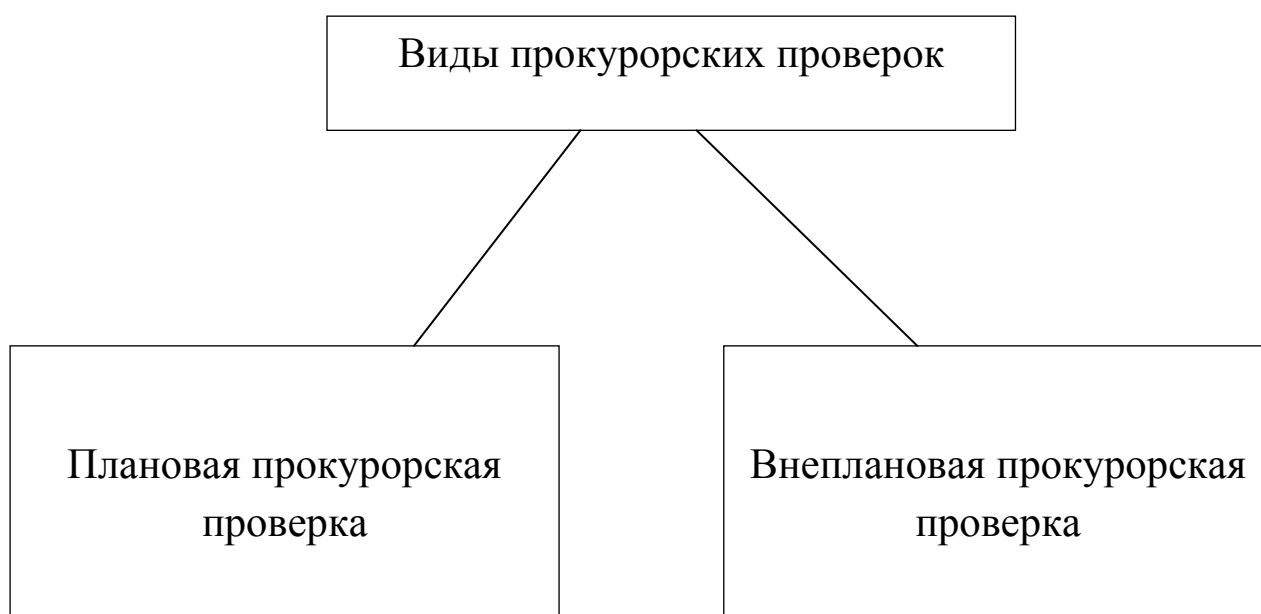 Виды прокурорских проверок
Плановая прокурорская
проверка
Внеплановая прокурорская
проверка